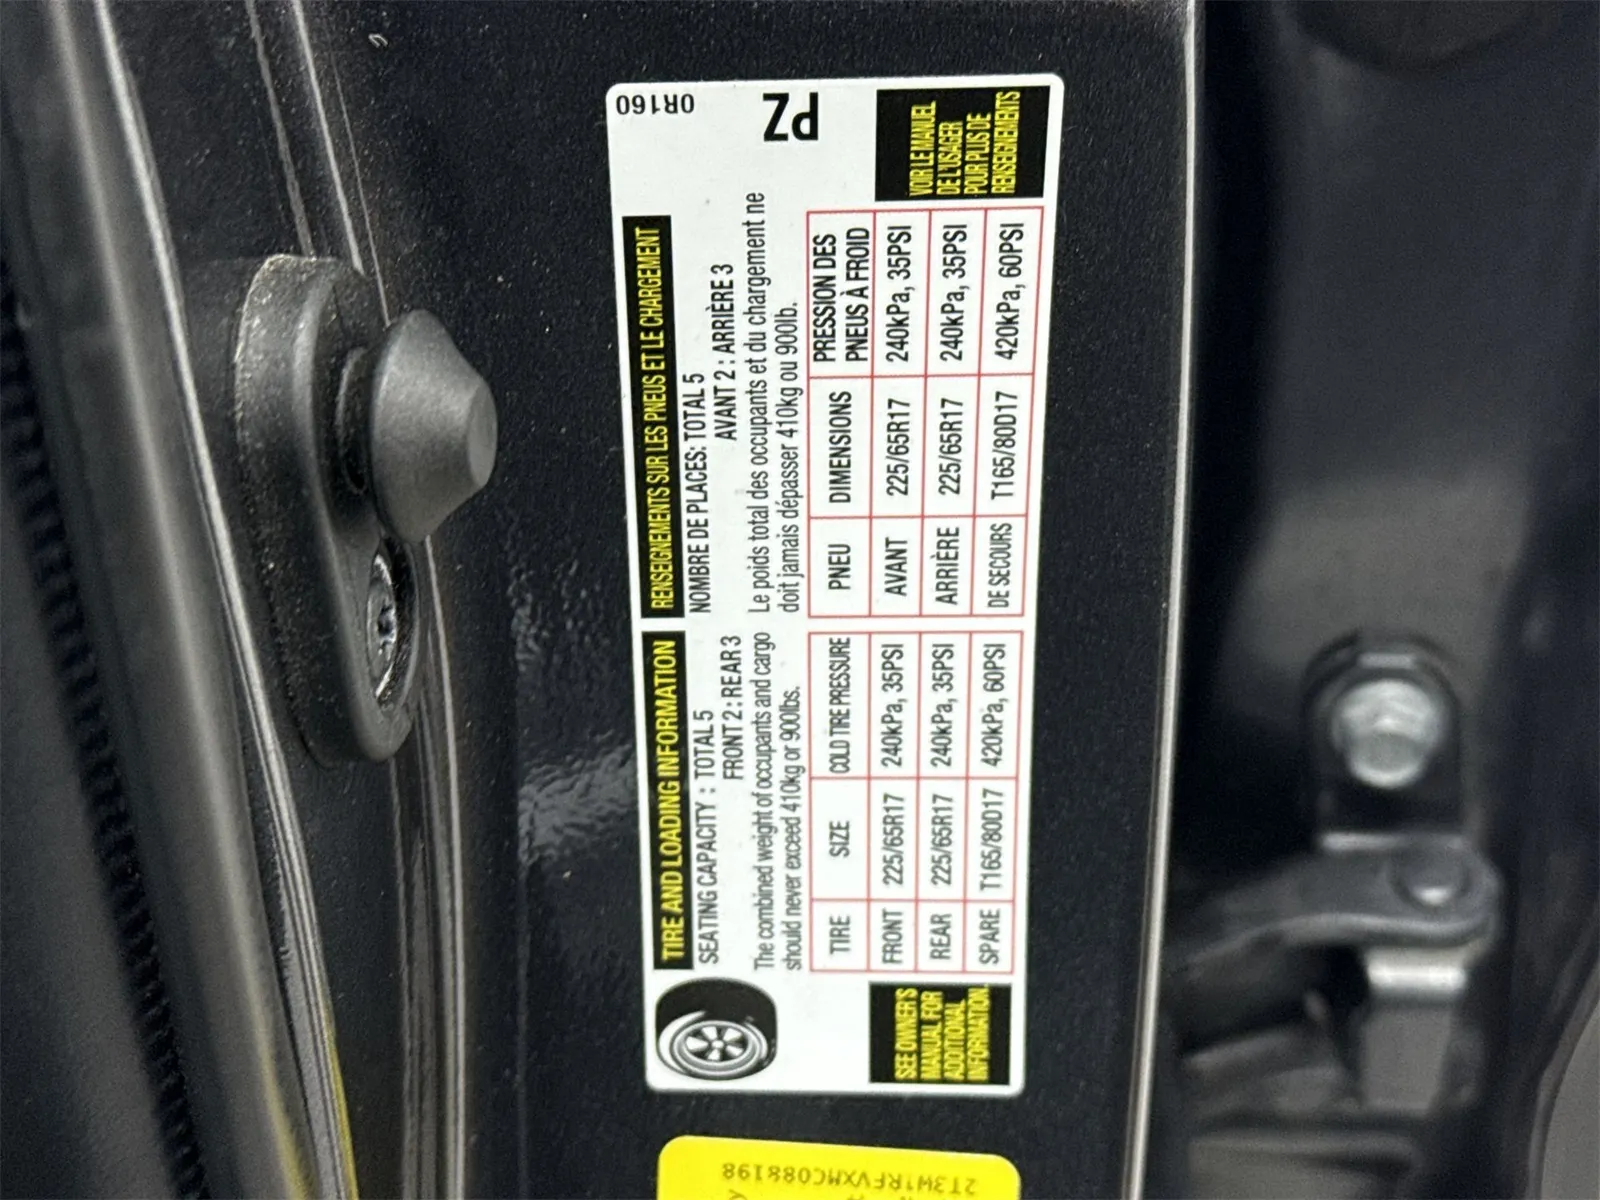 TIRE AND LOADING INFORMATION
SEATING CAPACITY : TOTAL 5
FRONT 2 : REAR 3
The combined weight of occupants and cargo
should never exceed 410kg or 900lbs.
TIRE SIZE COLD TIRE PRESSURE
FRONT 225/65R17 240kPa, 35PSI
REAR 225/65R17 240kPa, 35PSI
SPARE T165/80D17 420kPa, 60PSI
SEE OWNER'S
MANUAL FOR
ADDITIONAL
INFORMATION.
RENSEIGNEMENTS SUR LES PNEUS ET LE CHARGEMENT
NOMBRE DE PLACES: TOTAL 5
AVANT 2 : ARRIÈRE 3
Le poids total des occupants et du chargement ne
doit jamais dépasser 410kg ou 900lb.
PNEU DIMENSIONS PRESSION DES
PNEUS À FROID
AVANT 225/65R17 240kPa, 35PSI
ARRIÈRE 225/65R17 240kPa, 35PSI
DE SECOURS T165/80D17 420kPa, 60PSI
VOIR LE MANUEL
DE L'USAGER
POUR PLUS DE
RENSEIGNEMENTS
0R160
PZ
2T3W1RFVXMC088198